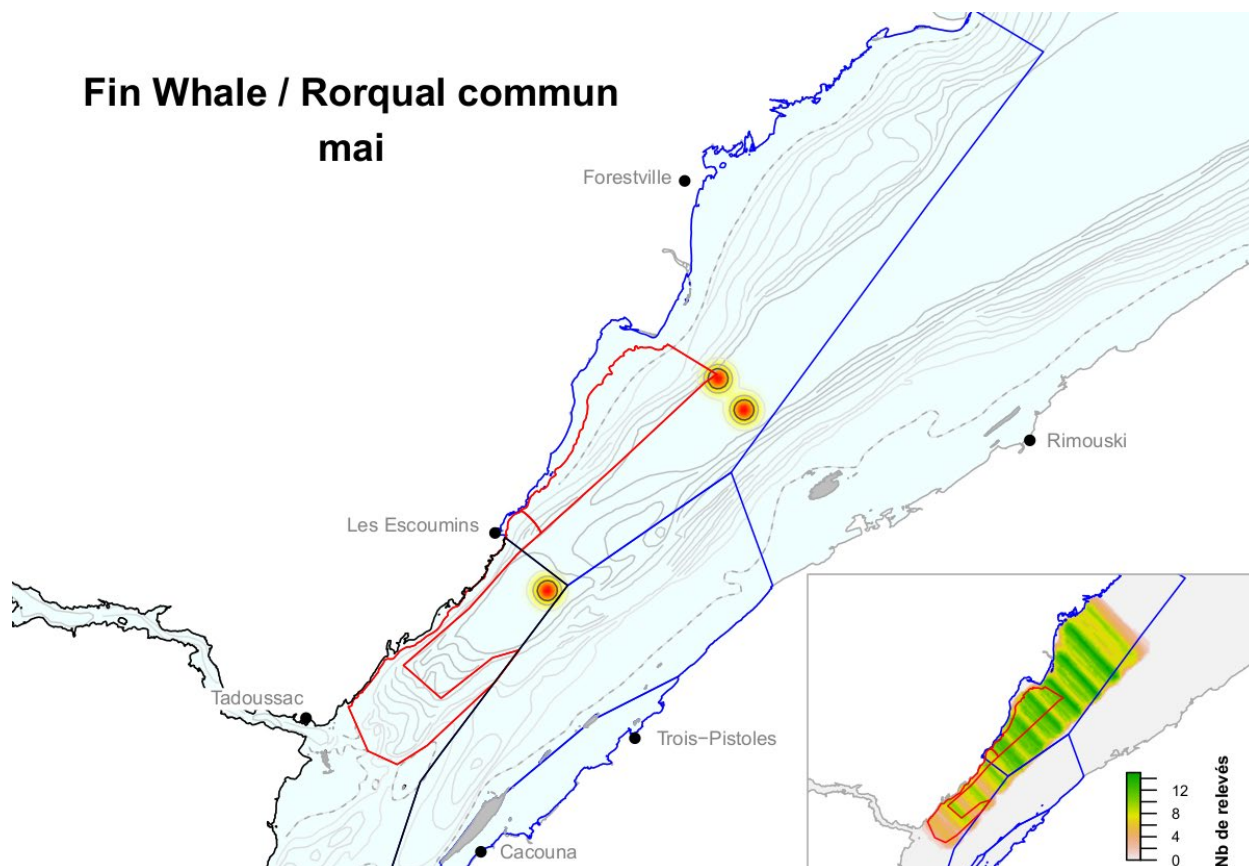 Fin Whale / Rorqual commun
mai
Forestville
Rimouski
Les Escoumins
Tadoussac
Trois−Pistoles
Cacouna
12
8
4
0
Nb de relevés